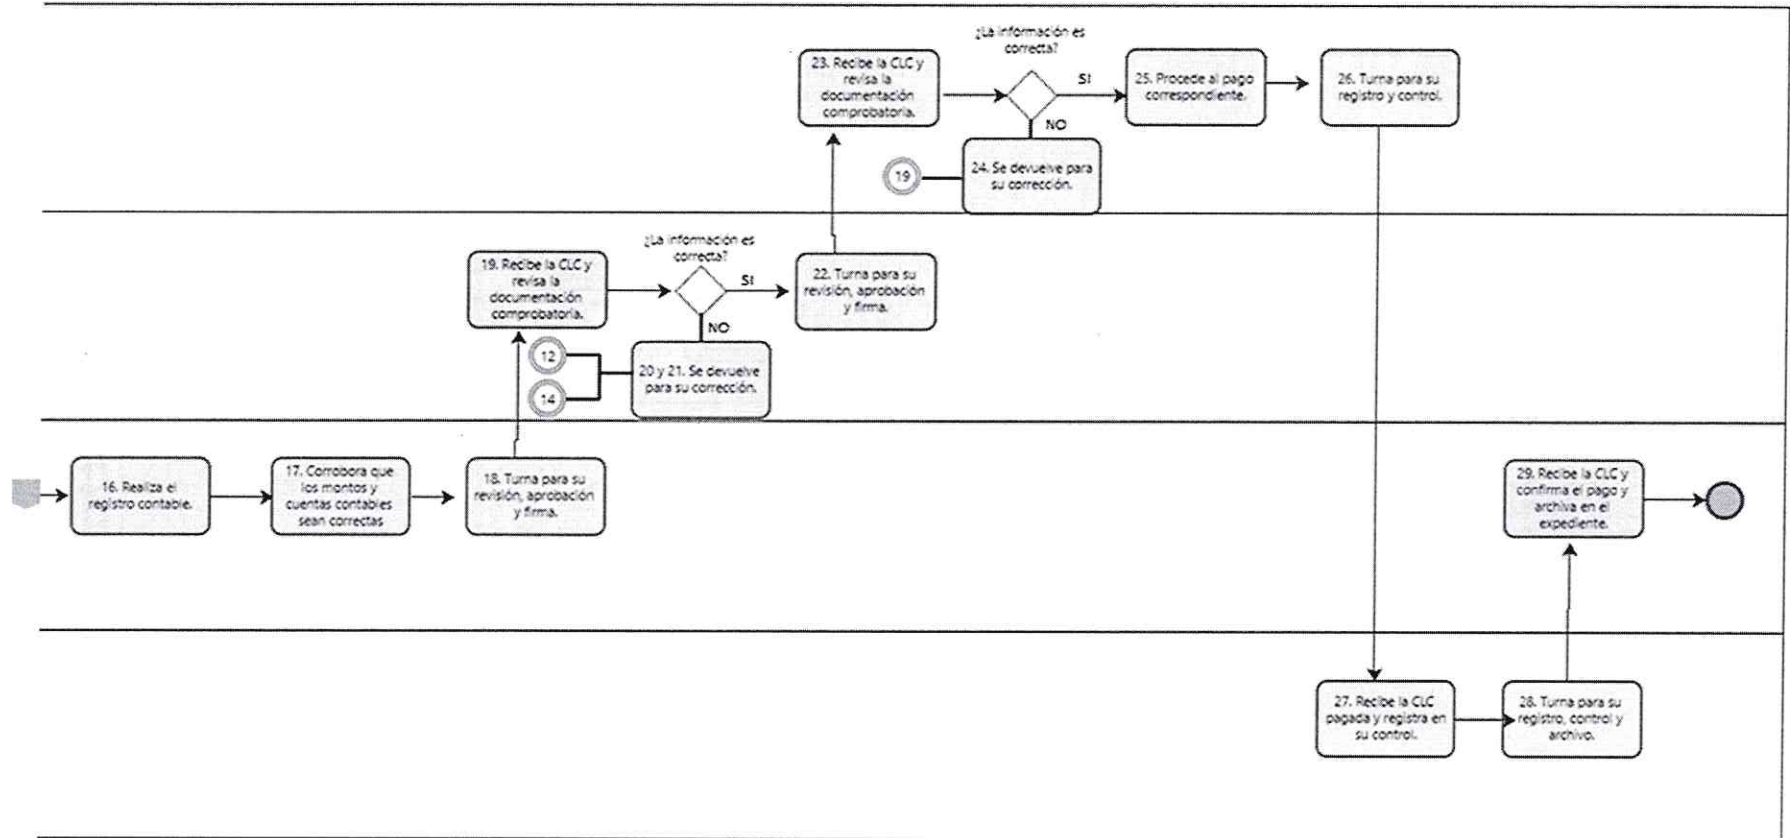 ¿La información es
correcta?
23. Recibe la CLC y
revisa la
documentación
comprobatoria.
SI
25. Procede al pago
correspondiente.
26. Turna para su
registro y control.
NO
19
24. Se devuelve para
su corrección.
¿La información es
correcta?
19. Recibe la CLC y
revisa la
documentación
comprobatoria.
SI
22. Turna para su
revisión, aprobación
y firma.
NO
12
14
20 y 21. Se devuelve
para su corrección.
16. Realiza el
registro contable.
17. Corrobora que
los montos y
cuentas contables
sean correctas
18. Turna para su
revisión, aprobación
y firma.
29. Recibe la CLC y
confirma el pago y
archiva en el
expediente.
27. Recibe la CLC
pagada y registra en
su control.
28. Turna para su
registro, control y
archivo.